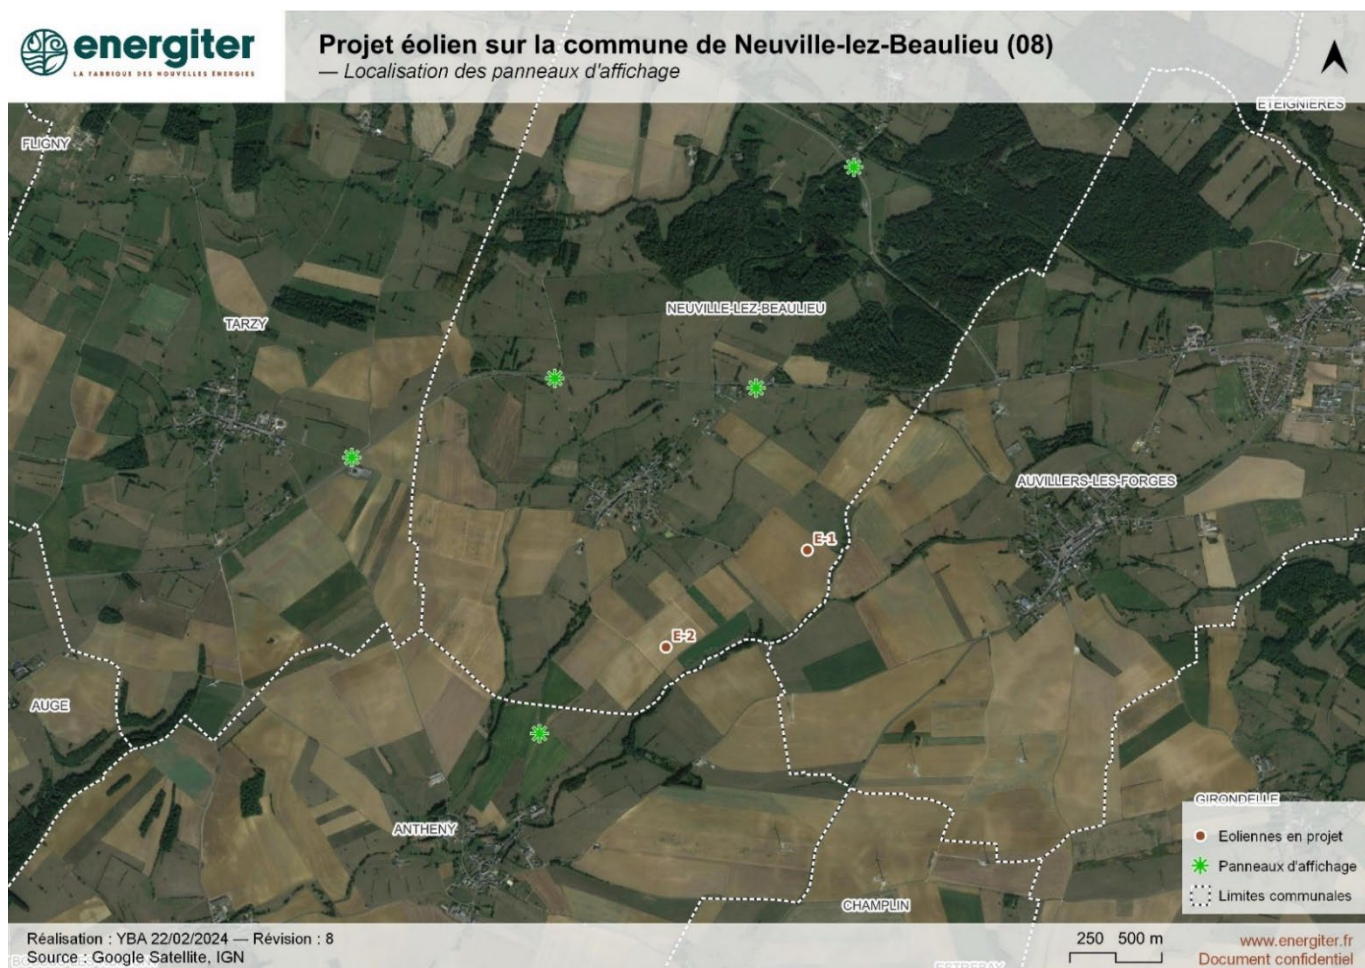 energiter
LA FABRIQUE DES NOUVELLES ÉNERGIES
Projet éolien sur la commune de Neuville-lez-Beaulieu (08)
— Localisation des panneaux d'affichage
ETEIGNIERES
FLIGNY
NEUVILLE-LEZ-BEAULIEU
TARZY
AUVILLERS-LES-FORGES
E-1
E-2
AUGE
GIRONDELLE
ANTHENY
Eoliennes en projet
Panneaux d'affichage
Limites communales
CHAMPLIN
Réalisation : YBA 22/02/2024 — Révision : 8
Source : Google Satellite, IGN
250 500 m
www.energiter.fr
Document confidentiel